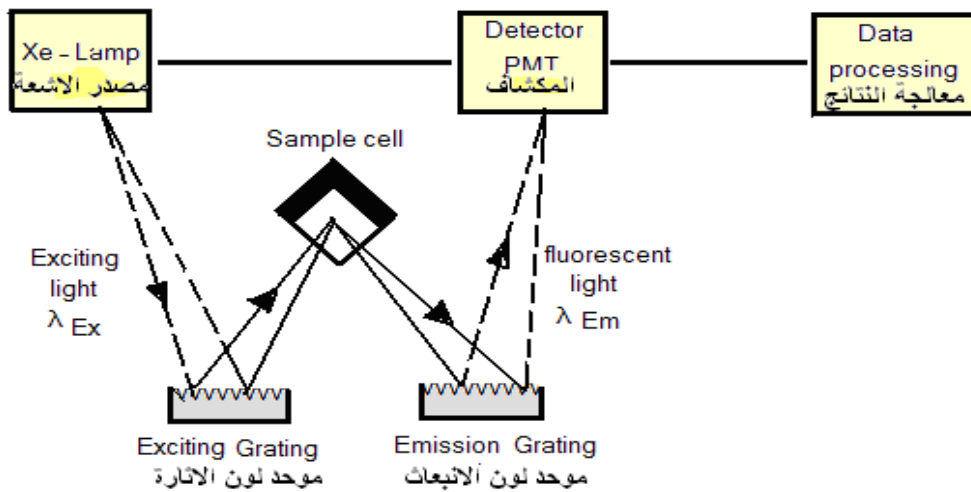 Xe - Lamp
مصدر الاشعة
Detector
PMT
المكشاف
Data
processing
معالجة النتائج
Sample cell
Exciting
light
λ Ex
fluorescent
light
λ Em
Exciting Grating
موحد لون الاثارة
Emission Grating
موحد لون الانبعاث